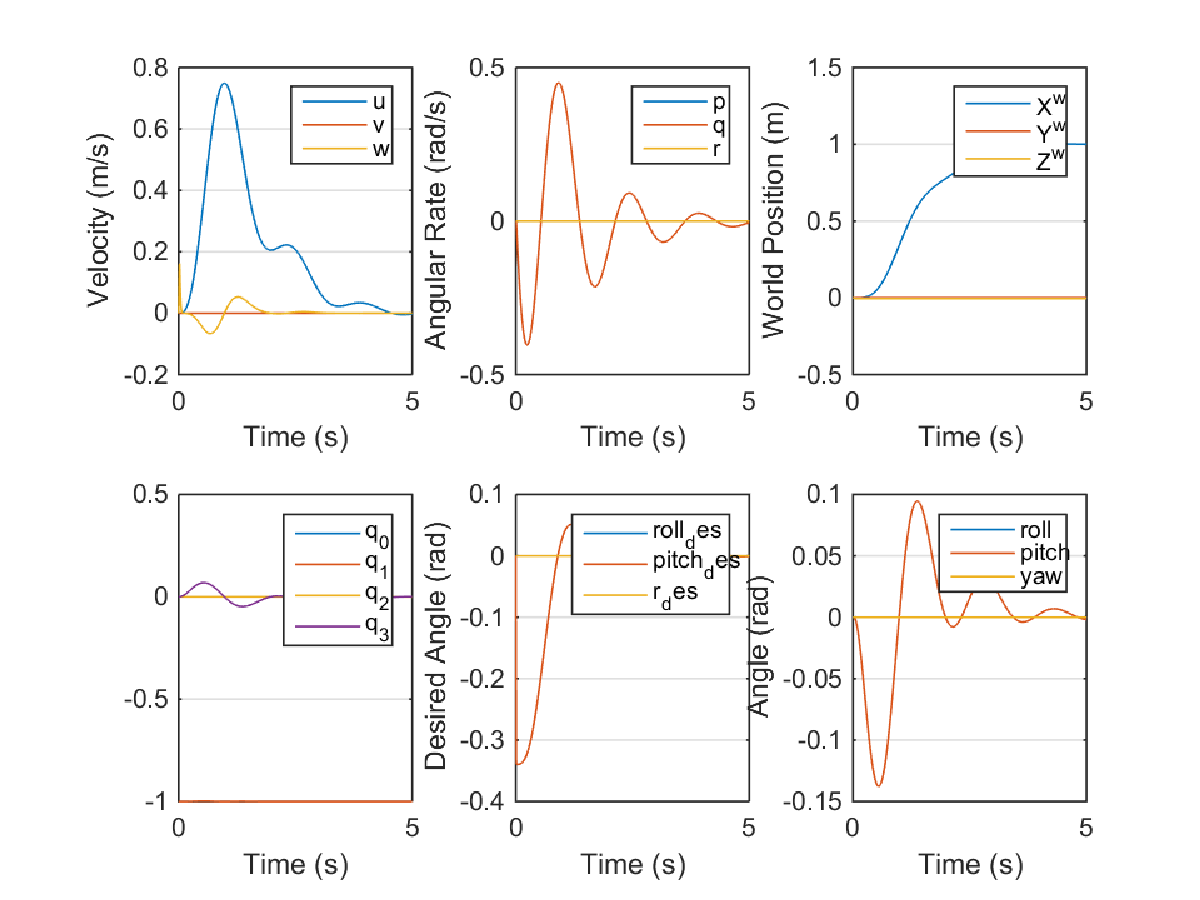 Velocity (m/s)
0.8
0.6
0.4
0.2
0
-0.2
u
v
w
0
5
Time (s)
Angular Rate (rad/s)
0.5
0
-0.5
p
q
r
0
5
Time (s)
World Position (m)
1.5
1
0.5
0
-0.5
X^w
Y^w
Z^w
0
5
Time (s)
0.5
0
-0.5
-1
q_0
q_1
q_2
q_3
0
5
Time (s)
Desired Angle (rad)
0.1
0
-0.1
-0.2
-0.3
-0.4
roll_des
pitch_des
r_des
0
5
Time (s)
Angle (rad)
0.1
0.05
0
-0.05
-0.1
-0.15
roll
pitch
yaw
0
5
Time (s)